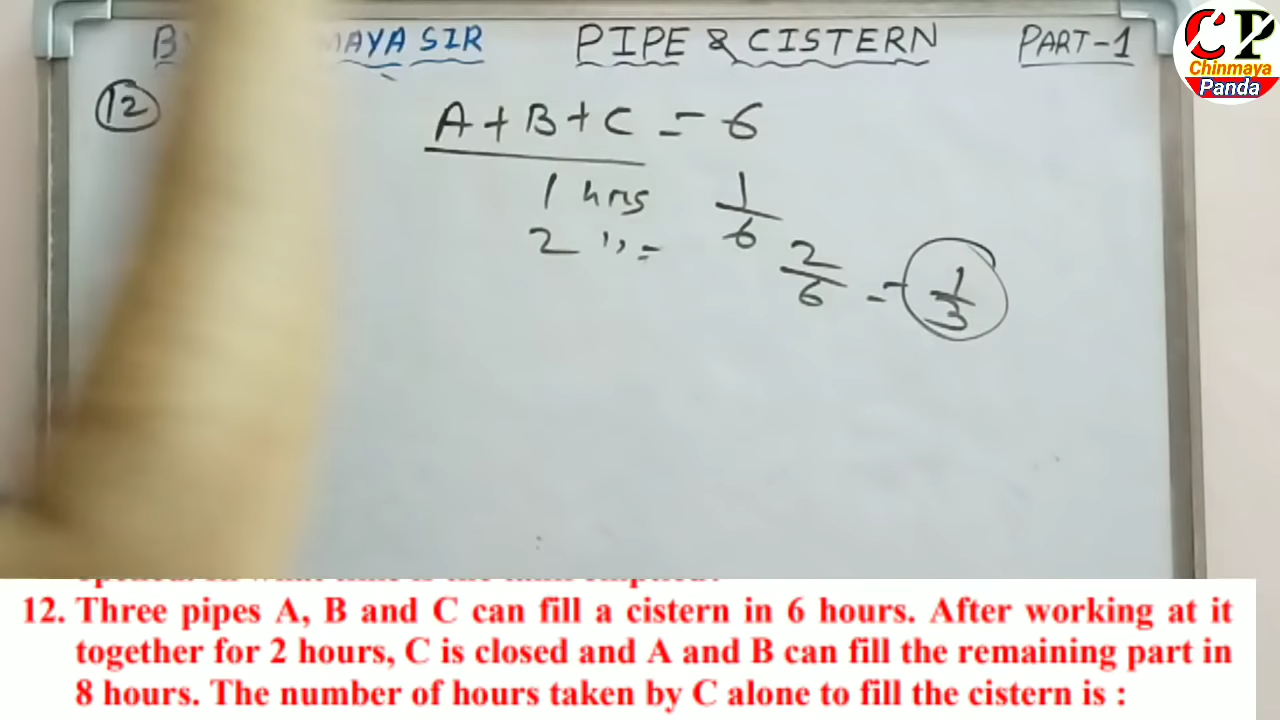 B MAYA SIR PIPE & CISTERN PART-1
CP
Chinmaya
Panda
12
A + B + C = 6
1 hrs 1/6
2 ,, = 2/6 = 1/3
12. Three pipes A, B and C can fill a cistern in 6 hours. After working at it
together for 2 hours, C is closed and A and B can fill the remaining part in
8 hours. The number of hours taken by C alone to fill the cistern is :